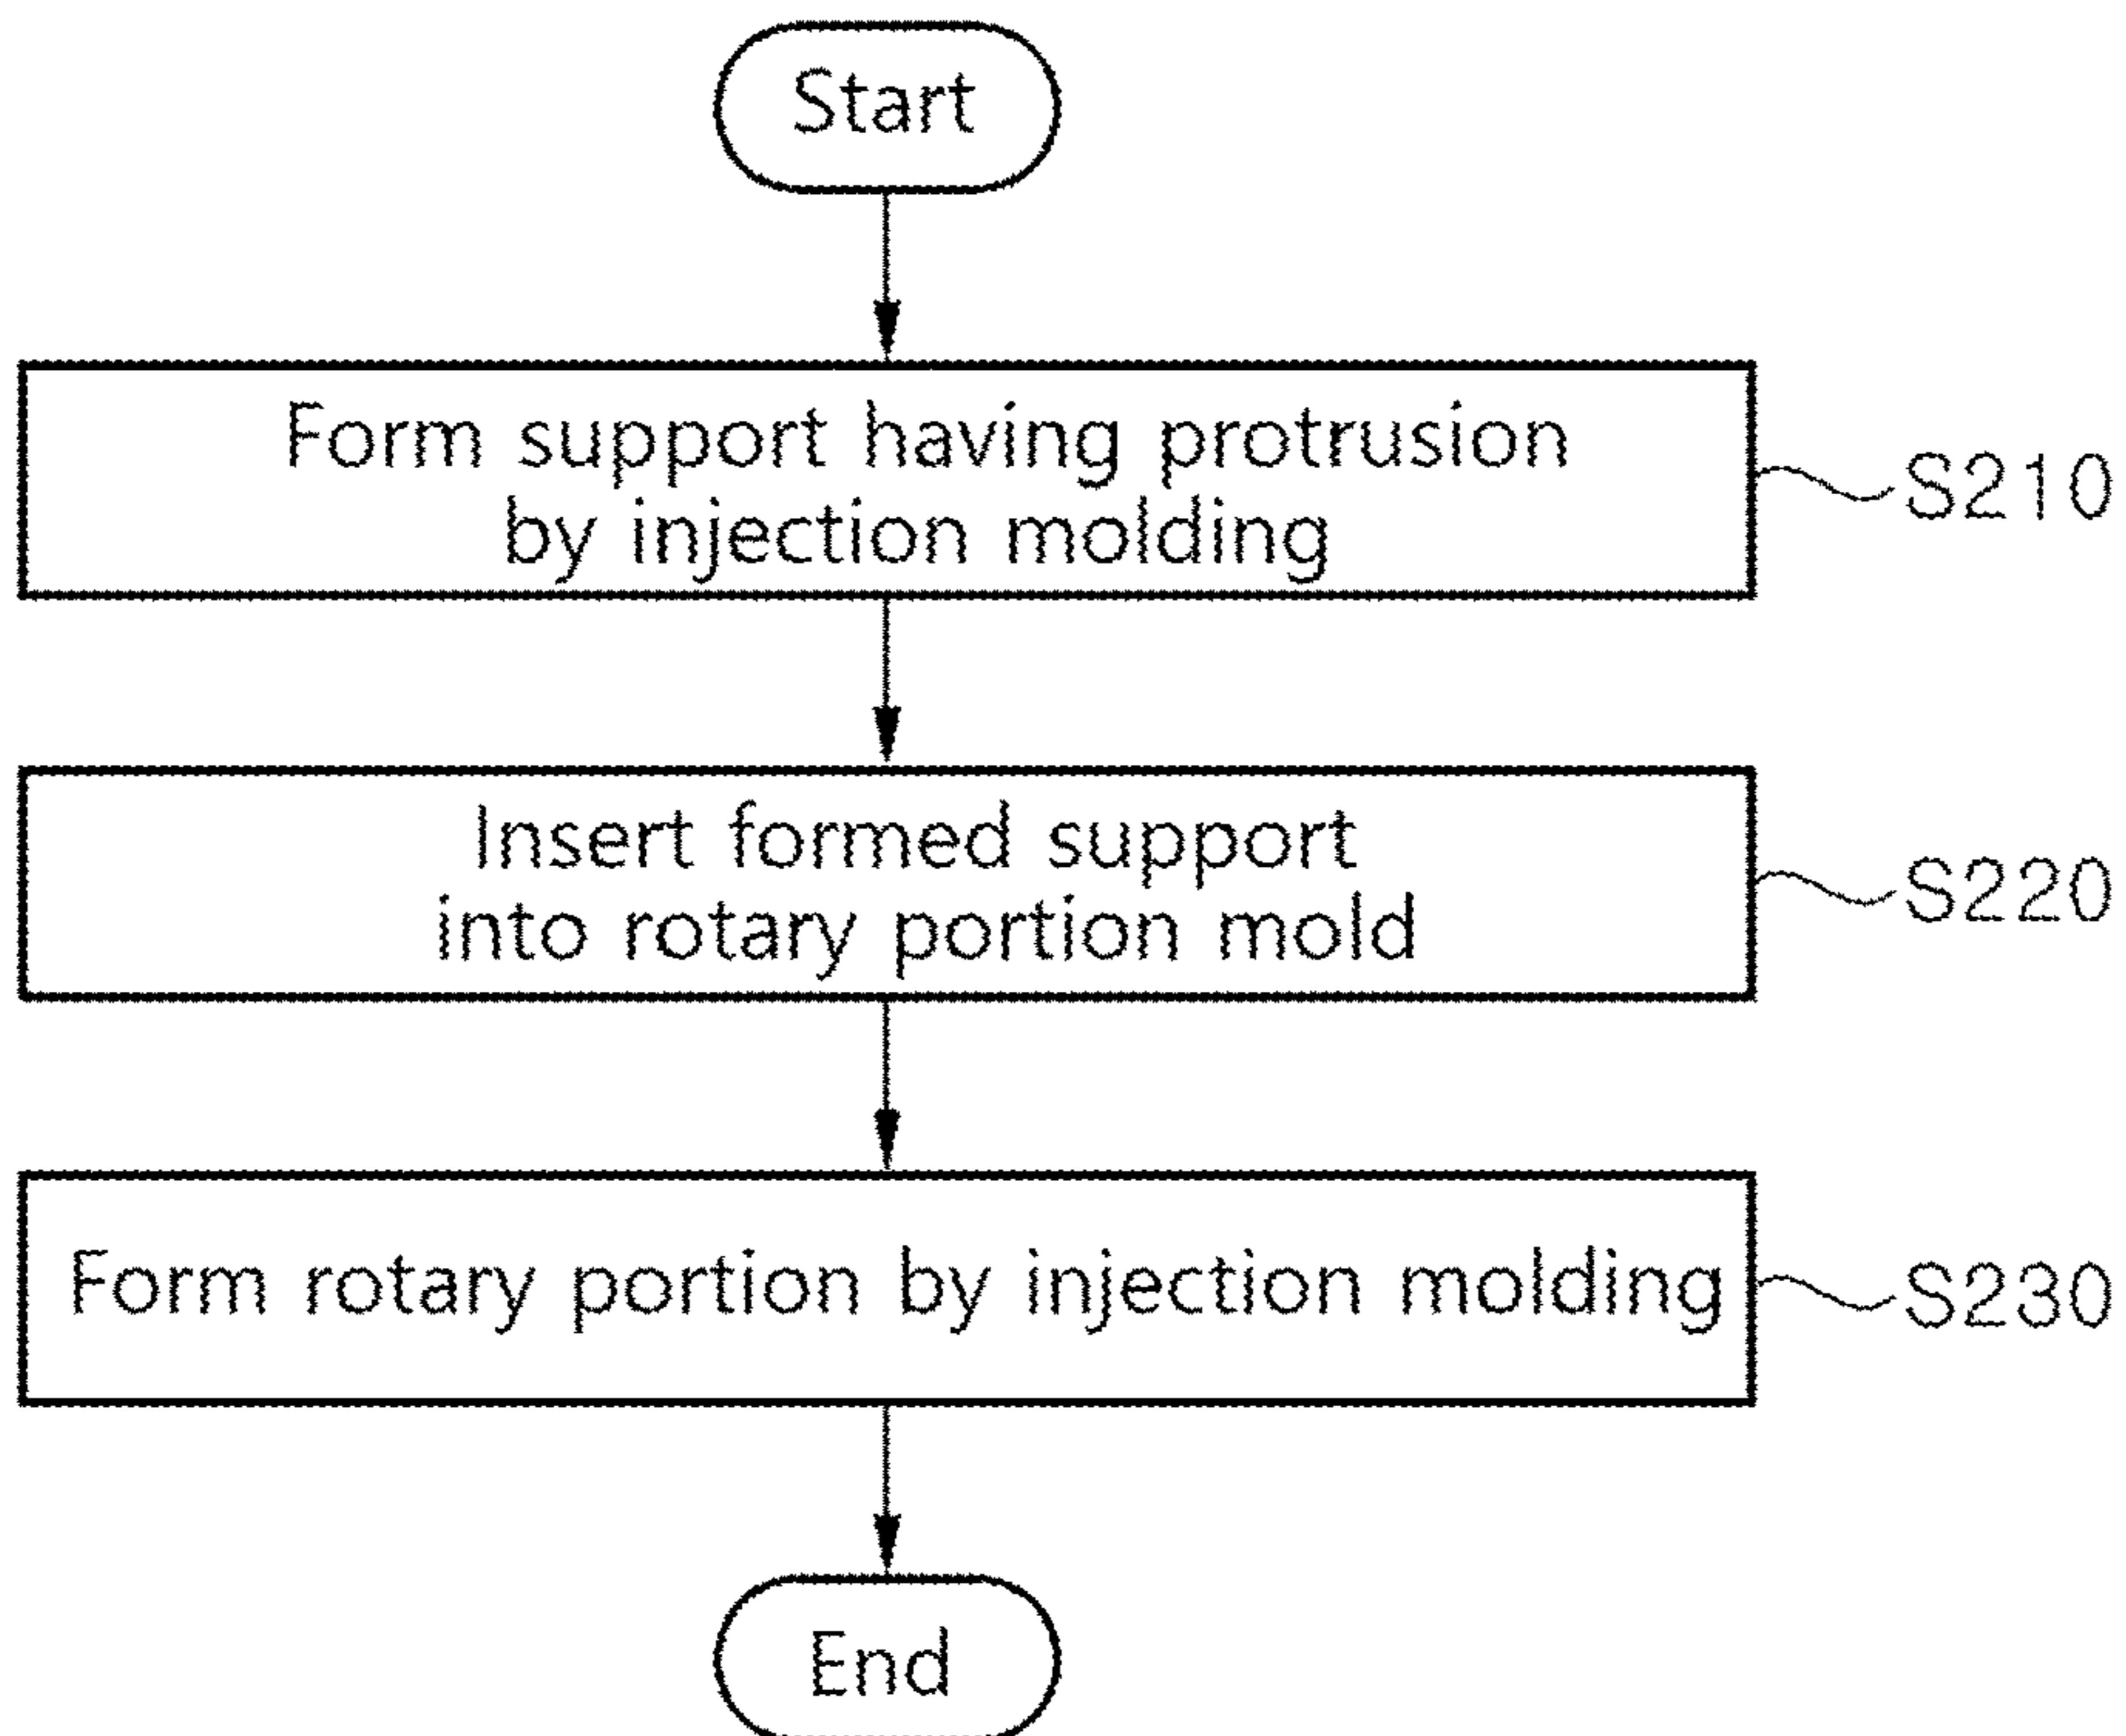 Start
Form support having protrusion
by injection molding
S210
Insert formed support
into rotary portion mold
S220
Form rotary portion by injection molding
S230
End